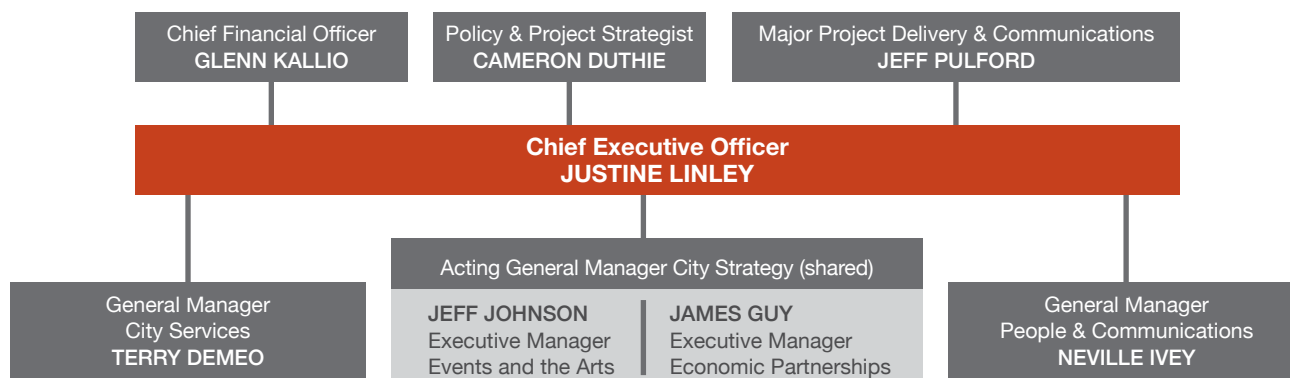 Chief Financial Officer
GLENN KALLIO
Policy & Project Strategist
CAMERON DUTHIE
Major Project Delivery & Communications
JEFF PULFORD
Chief Executive Officer
JUSTINE LINLEY
General Manager
City Services
TERRY DEMEO
Acting General Manager City Strategy (shared)
JEFF JOHNSON
Executive Manager
Events and the Arts
JAMES GUY
Executive Manager
Economic Partnerships
General Manager
People & Communications
NEVILLE IVEY